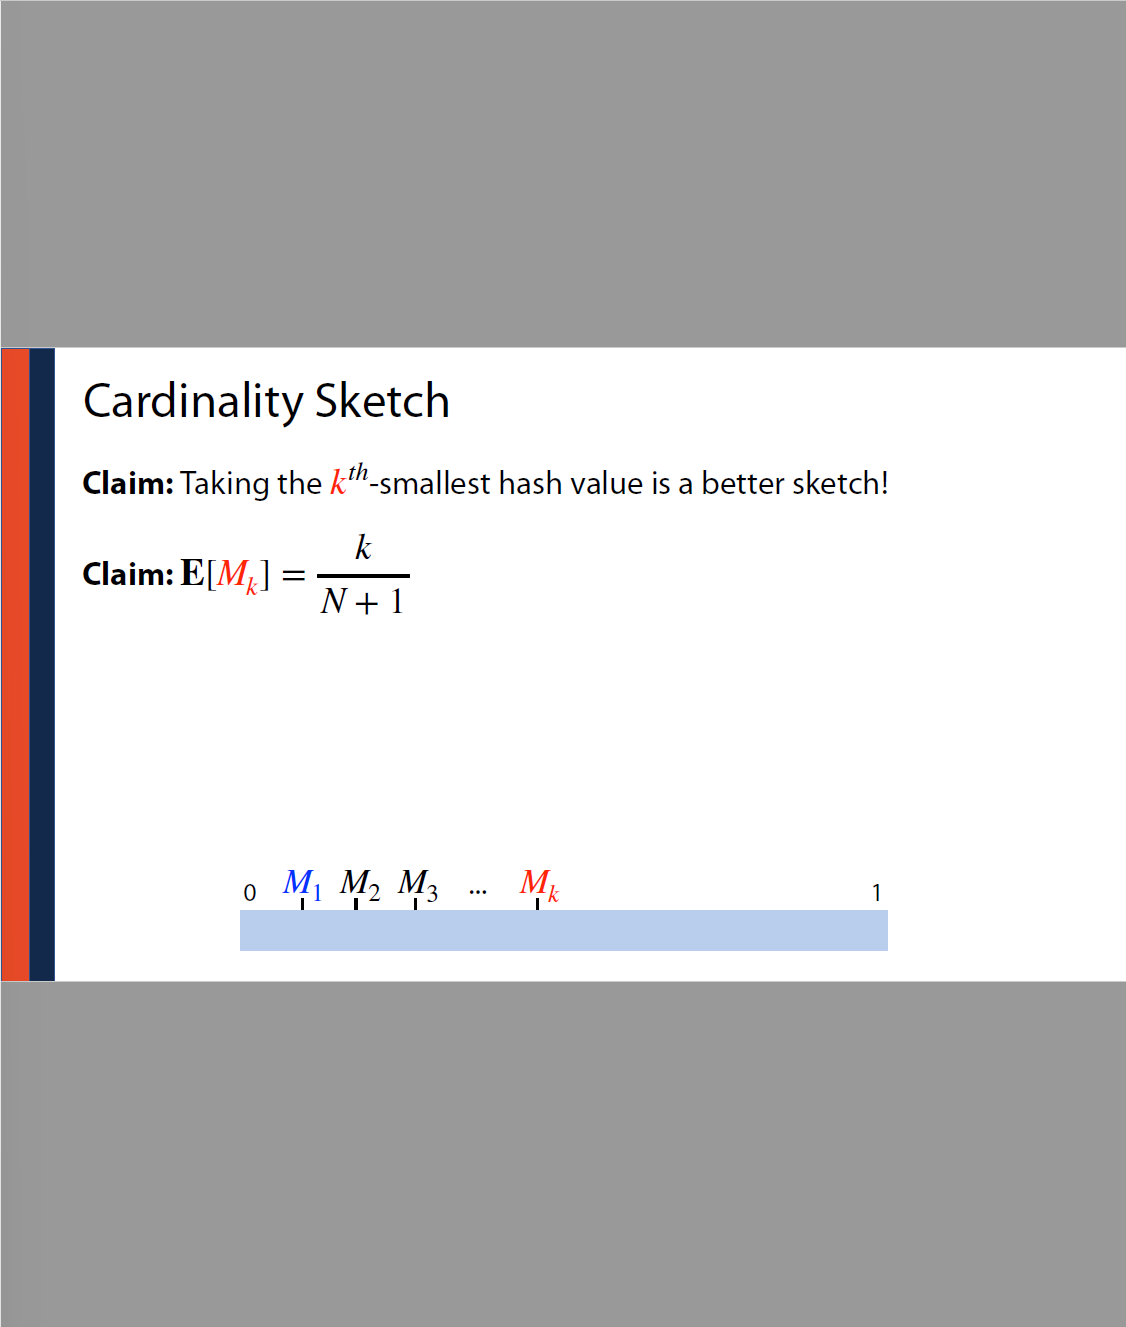 Cardinality Sketch
Claim: Taking the k^{th}-smallest hash value is a better sketch!
Claim: E[M_k] = \frac{k}{N + 1}
0 M_1 M_2 M_3 ... M_k 1